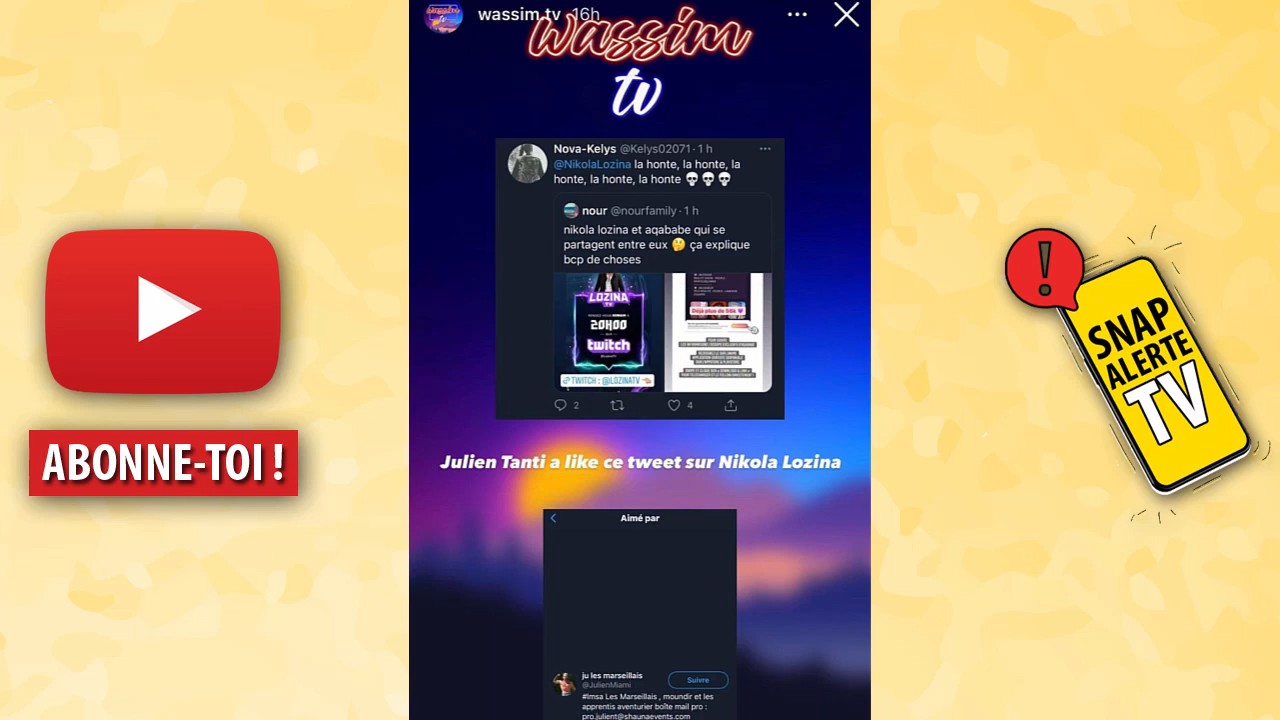 wassim.tv 16h
wassim
tv
Nova-Kelys @Kelys02071 · 1 h
@NikolaLozina la honte, la honte, la
honte, la honte, la honte 💀💀💀
nour @nourfamily · 1 h
nikola lozina et aqababe qui se
partagent entre eux 🤔 ça explique
bcp de choses
LOZINA
TV
20H00
twitch
TWITCH : @LOZINATV
Déjà plus de 58k
2
4
Julien Tanti a like ce tweet sur Nikola Lozina
Aimé par
ju les marseillais
@JulienMiami
Suivre
#lmsa Les Marseillais , moundir et les
apprentis aventurier boîte mail pro :
pro.julient@shaunaevents.com
ABONNE-TOI !
SNAP
ALERTE
TV